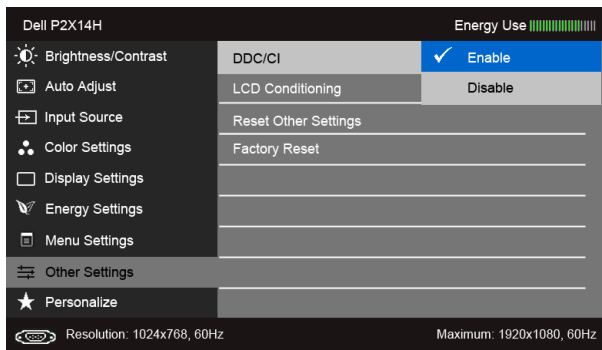 Dell P2X14H
Energy Use
Brightness/Contrast
Auto Adjust
Input Source
Color Settings
Display Settings
Energy Settings
Menu Settings
Other Settings
Personalize
DDC/CI
LCD Conditioning
Reset Other Settings
Factory Reset
Enable
Disable
Resolution: 1024x768, 60Hz
Maximum: 1920x1080, 60Hz